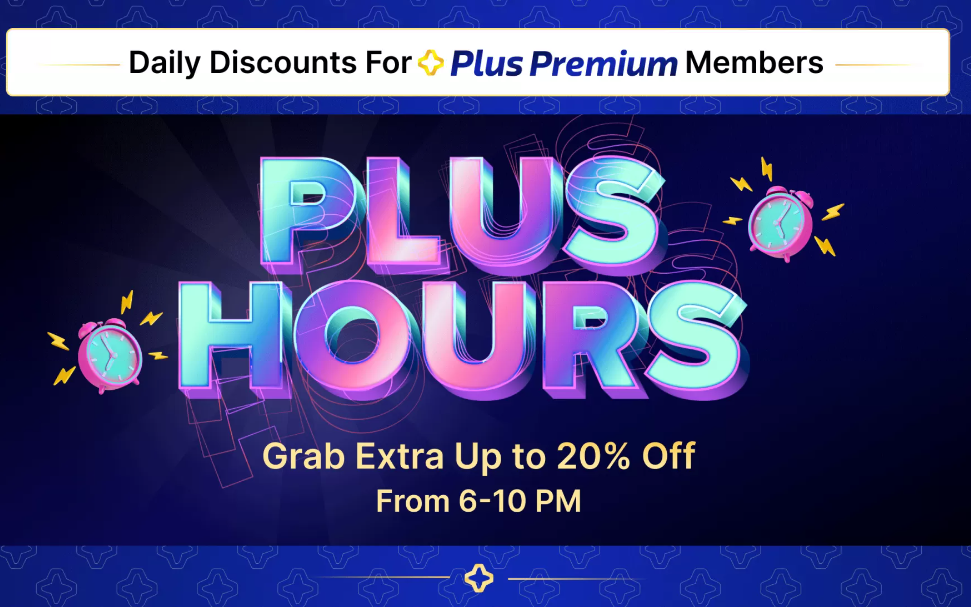 Daily Discounts For Plus Premium Members
PLUS
HOURS
Grab Extra Up to 20% Off
From 6-10 PM